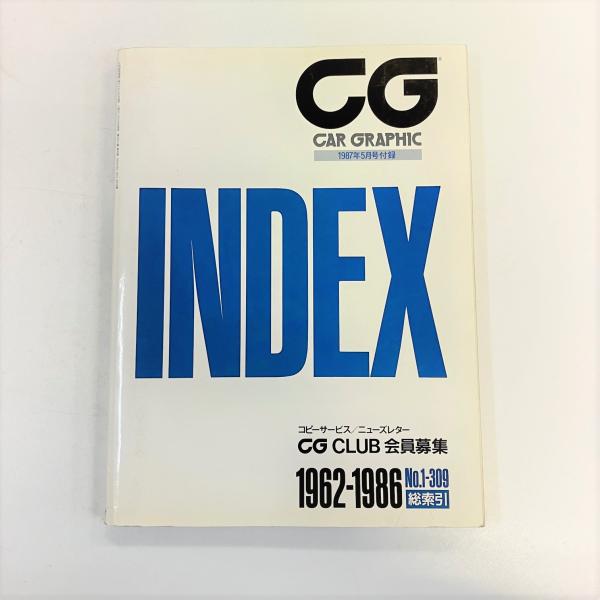 CG
CAR GRAPHIC
1987年5月号付録
INDEX
コピーサービス/ニューズレター
CG CLUB 会員募集
1962-1986 No.1-309 総索引